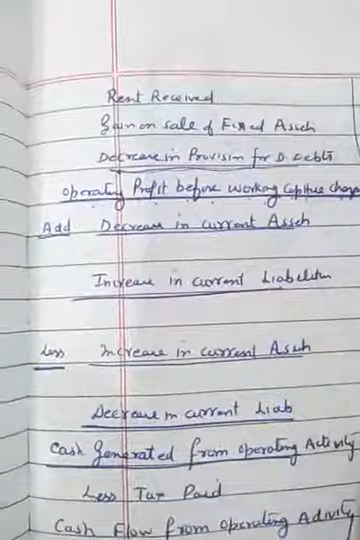 Rent Received
Gain on sale of Fixed Assets
Decrease in Provision for D. Debts
Operating Profit before working Capital change
Add Decrease in current Assets
Increase in current Liabilities
Less Increase in current Assets
Decrease in current Liab
Cash Generated from operating Activity
Less Tax Paid
Cash Flow from operating Activity